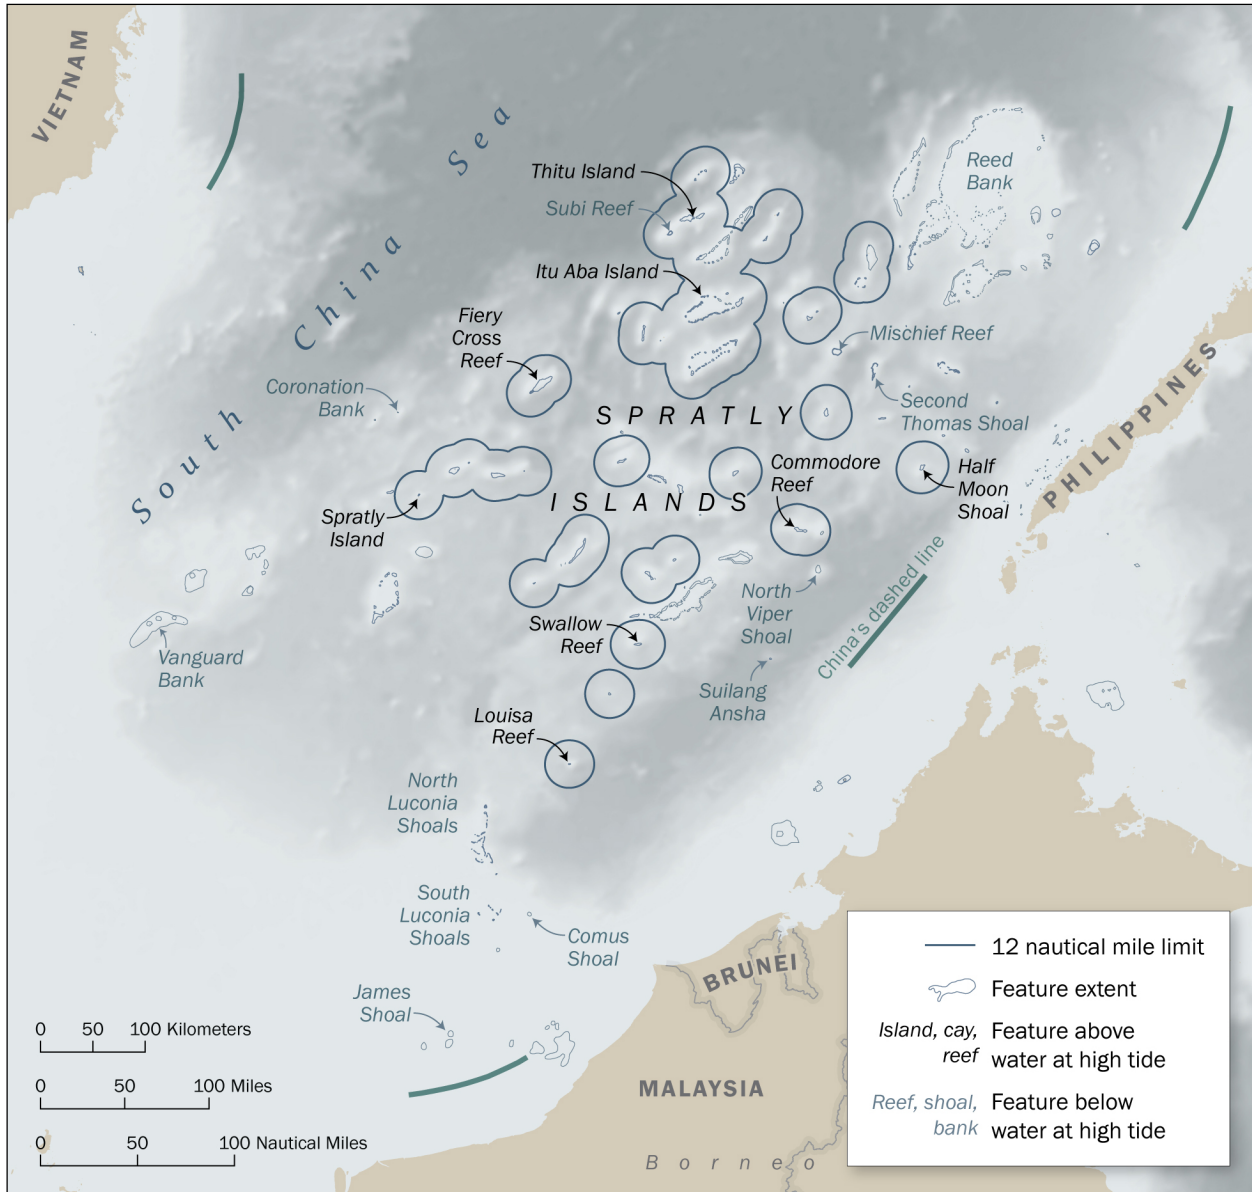 VIETNAM
South China Sea
Thitu Island
Subi Reef
Itu Aba Island
Reed
Bank
Fiery
Cross
Reef
Mischief Reef
Coronation
Bank
Second
Thomas Shoal
SPRATLY
ISLANDS
PHILIPPINES
Commodore
Reef
Half
Moon
Shoal
Spratly
Island
North
Viper
Shoal
China's dashed line
Swallow
Reef
Vanguard
Bank
Suilang
Ansha
Louisa
Reef
North
Luconia
Shoals
South
Luconia
Shoals
Comus
Shoal
James
Shoal
BRUNEI
MALAYSIA
Borneo
0 50 100 Kilometers
0 50 100 Miles
0 50 100 Nautical Miles
12 nautical mile limit
Feature extent
Island, cay, Feature above
reef water at high tide
Reef, shoal, Feature below
bank water at high tide